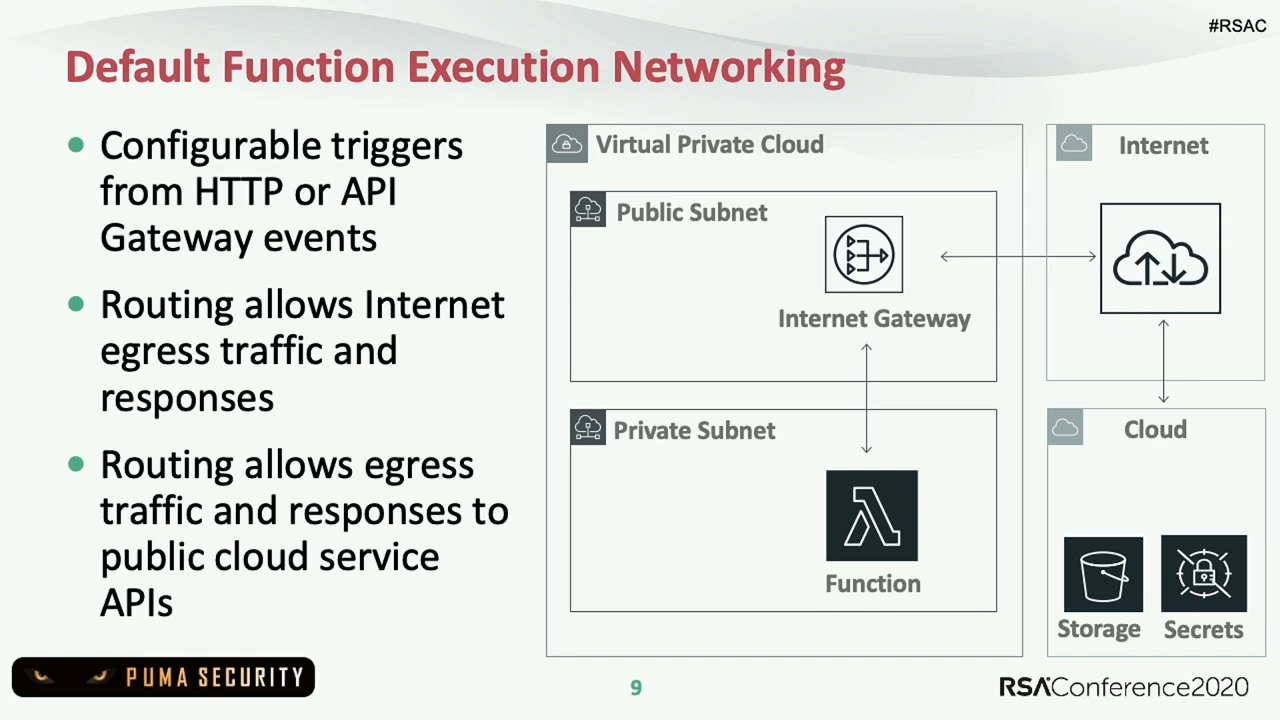 #RSAC
Default Function Execution Networking
• Configurable triggers
from HTTP or API
Gateway events
• Routing allows Internet
egress traffic and
responses
• Routing allows egress
traffic and responses to
public cloud service
APIs
Virtual Private Cloud
Public Subnet
Internet Gateway
Private Subnet
Function
Internet
Cloud
Storage
Secrets
PUMA SECURITY
9
RSAConference2020